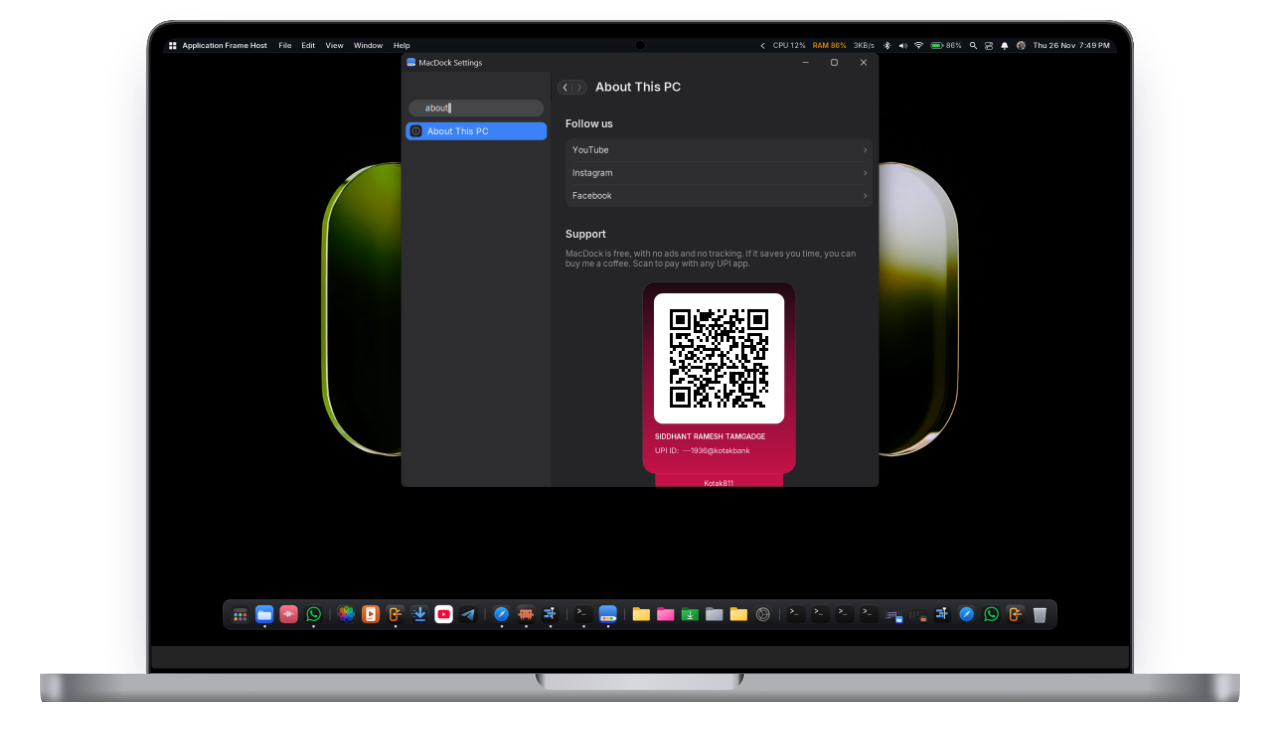 Application Frame Host File Edit View Window Help
CPU 12% RAM 86% 3KB/s 86% Thu 26 Nov 7:49 PM
MacDock Settings
About This PC
about
About This PC
Follow us
YouTube
Instagram
Facebook
Support
MacDock is free, with no ads and no tracking. If it saves you time, you can
buy me a coffee. Scan to pay with any UPI app.
SIDDHANT RAMESH TAMGADGE
UPI ID: ---1936@kotakbank
Kotak811